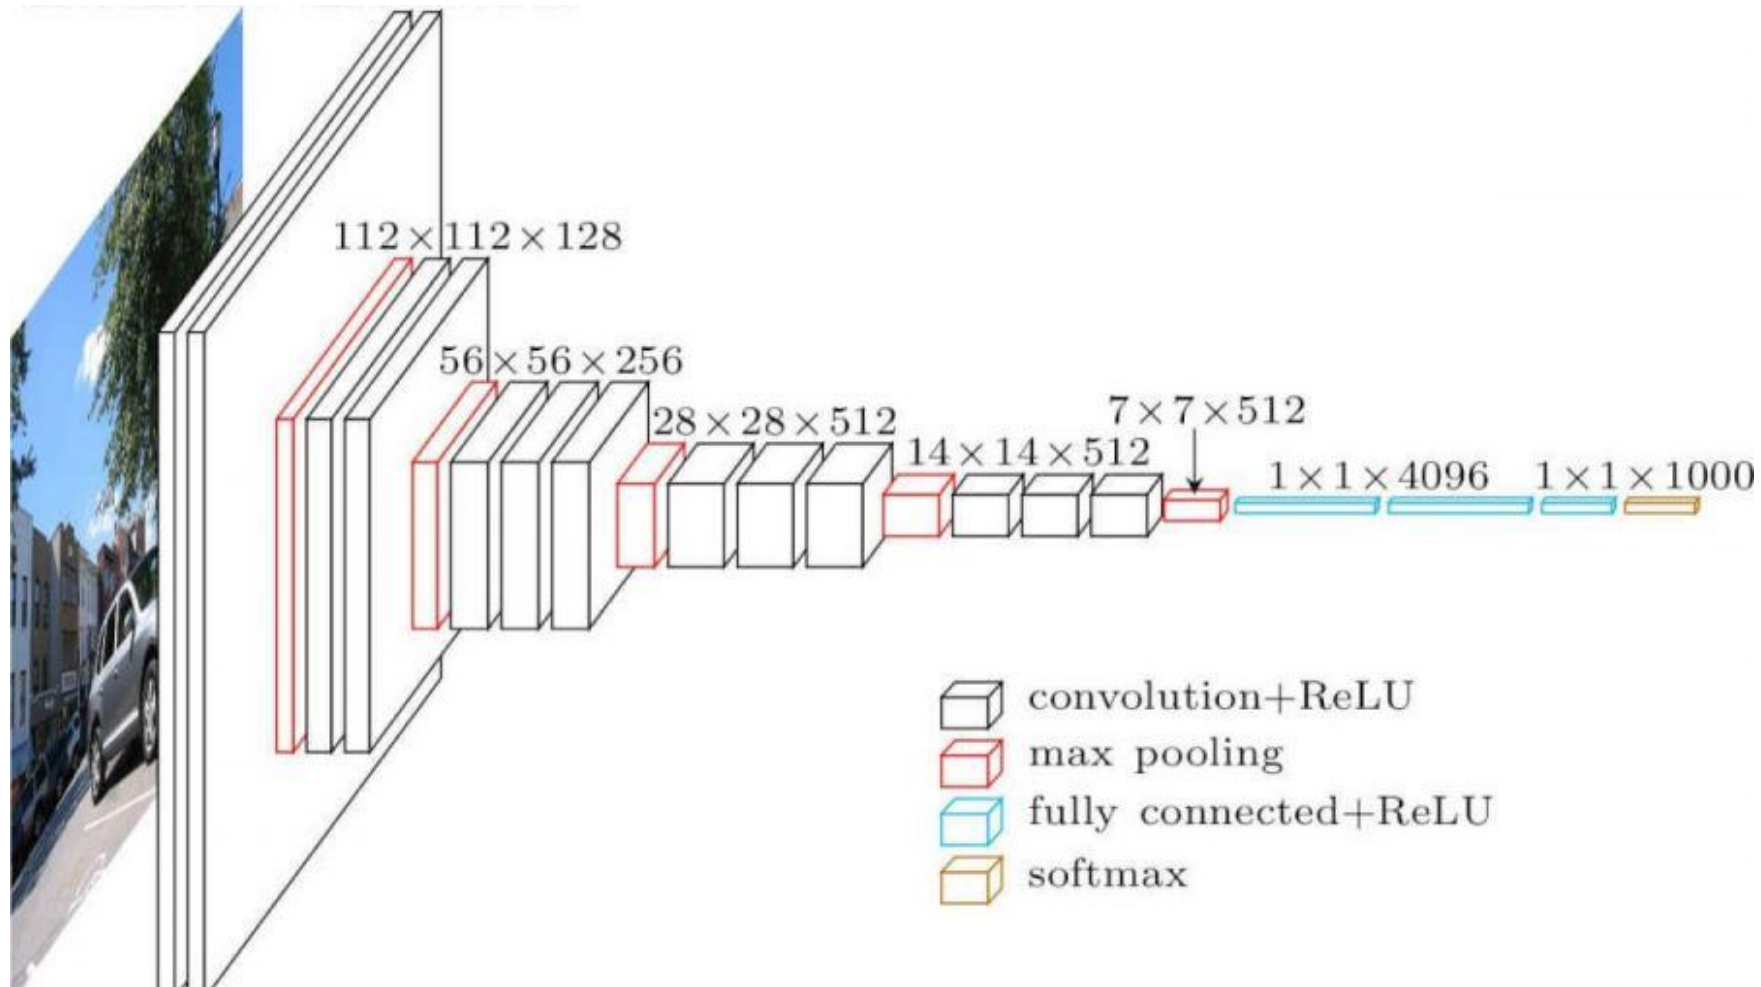 112×112×128
56×56×256
28×28×512
14×14×512
7×7×512
1×1×4096
1×1×1000
convolution+ReLU
max pooling
fully connected+ReLU
softmax